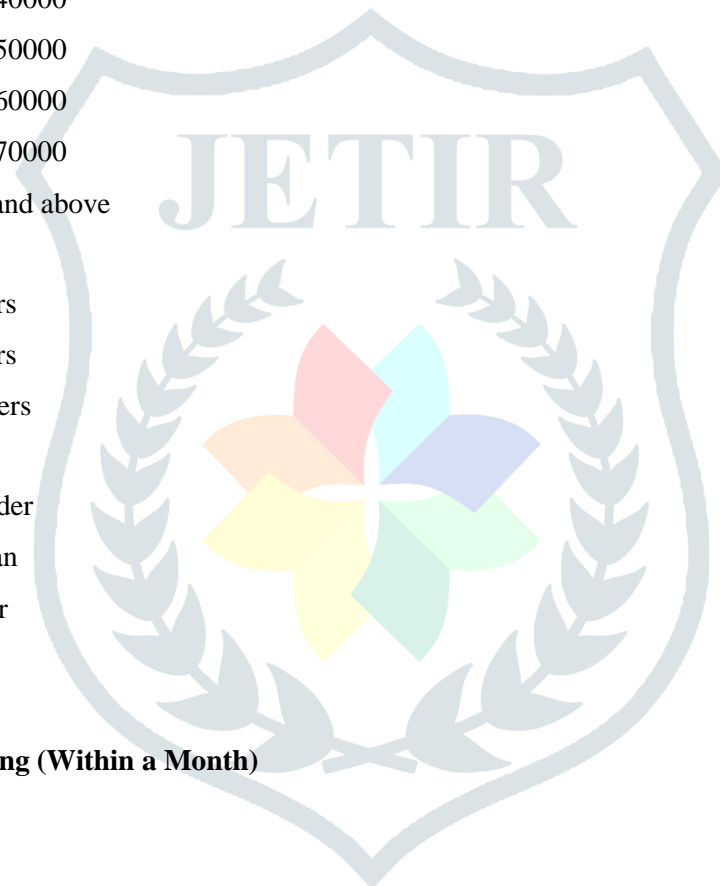 40000
50000
60000
70000
and above
rs
rs
ers
der
an
r
ng (Within a Month)
JETIR